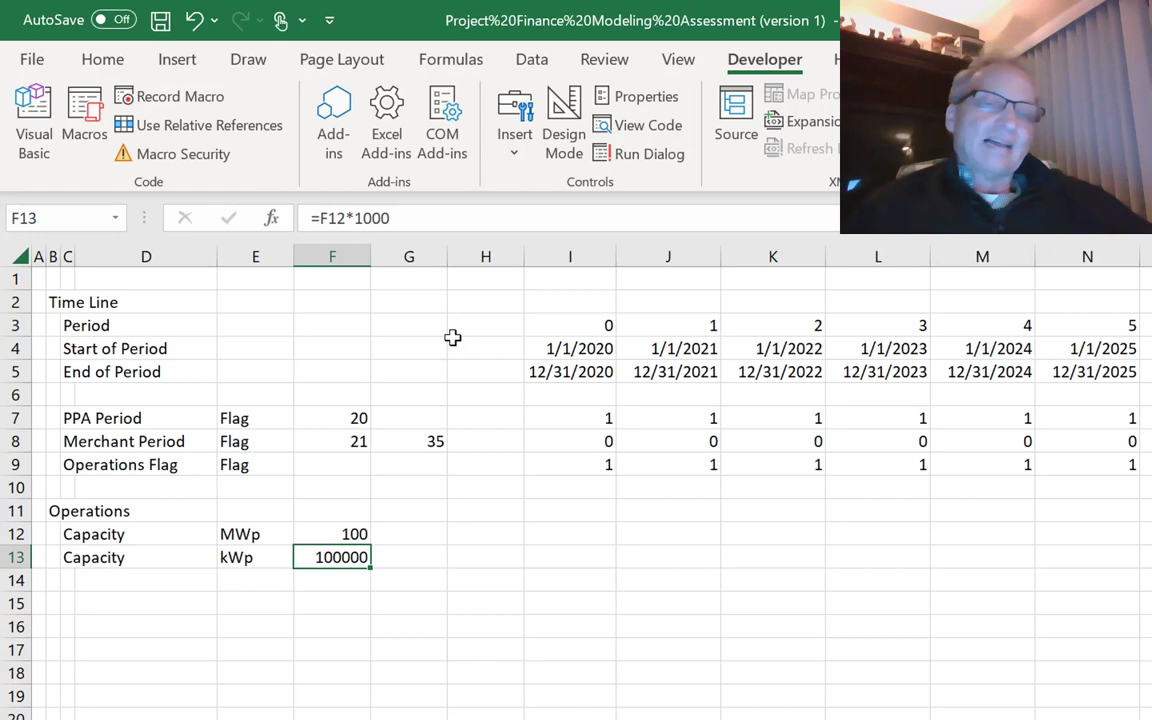 AutoSave Off Project%20Finance%20Modeling%20Assessment (version 1) -
File Home Insert Draw Page Layout Formulas Data Review View Developer
Visual Basic
Macros
Record Macro
Use Relative References
Macro Security
Code
Add-ins
Excel Add-ins
COM Add-ins
Add-ins
Insert
Design Mode
Properties
View Code
Run Dialog
Controls
Source
Map Pro
Expansio
Refresh
F13 fx =F12*1000
A B C D E F G H I J K L M N
1
2 Time Line
3 Period 0 1 2 3 4 5
4 Start of Period 1/1/2020 1/1/2021 1/1/2022 1/1/2023 1/1/2024 1/1/2025
5 End of Period 12/31/2020 12/31/2021 12/31/2022 12/31/2023 12/31/2024 12/31/2025
6
7 PPA Period Flag 20 1 1 1 1 1 1
8 Merchant Period Flag 21 35 0 0 0 0 0 0
9 Operations Flag Flag 1 1 1 1 1 1
10
11 Operations
12 Capacity MWp 100
13 Capacity kWp 100000
14
15
16
17
18
19